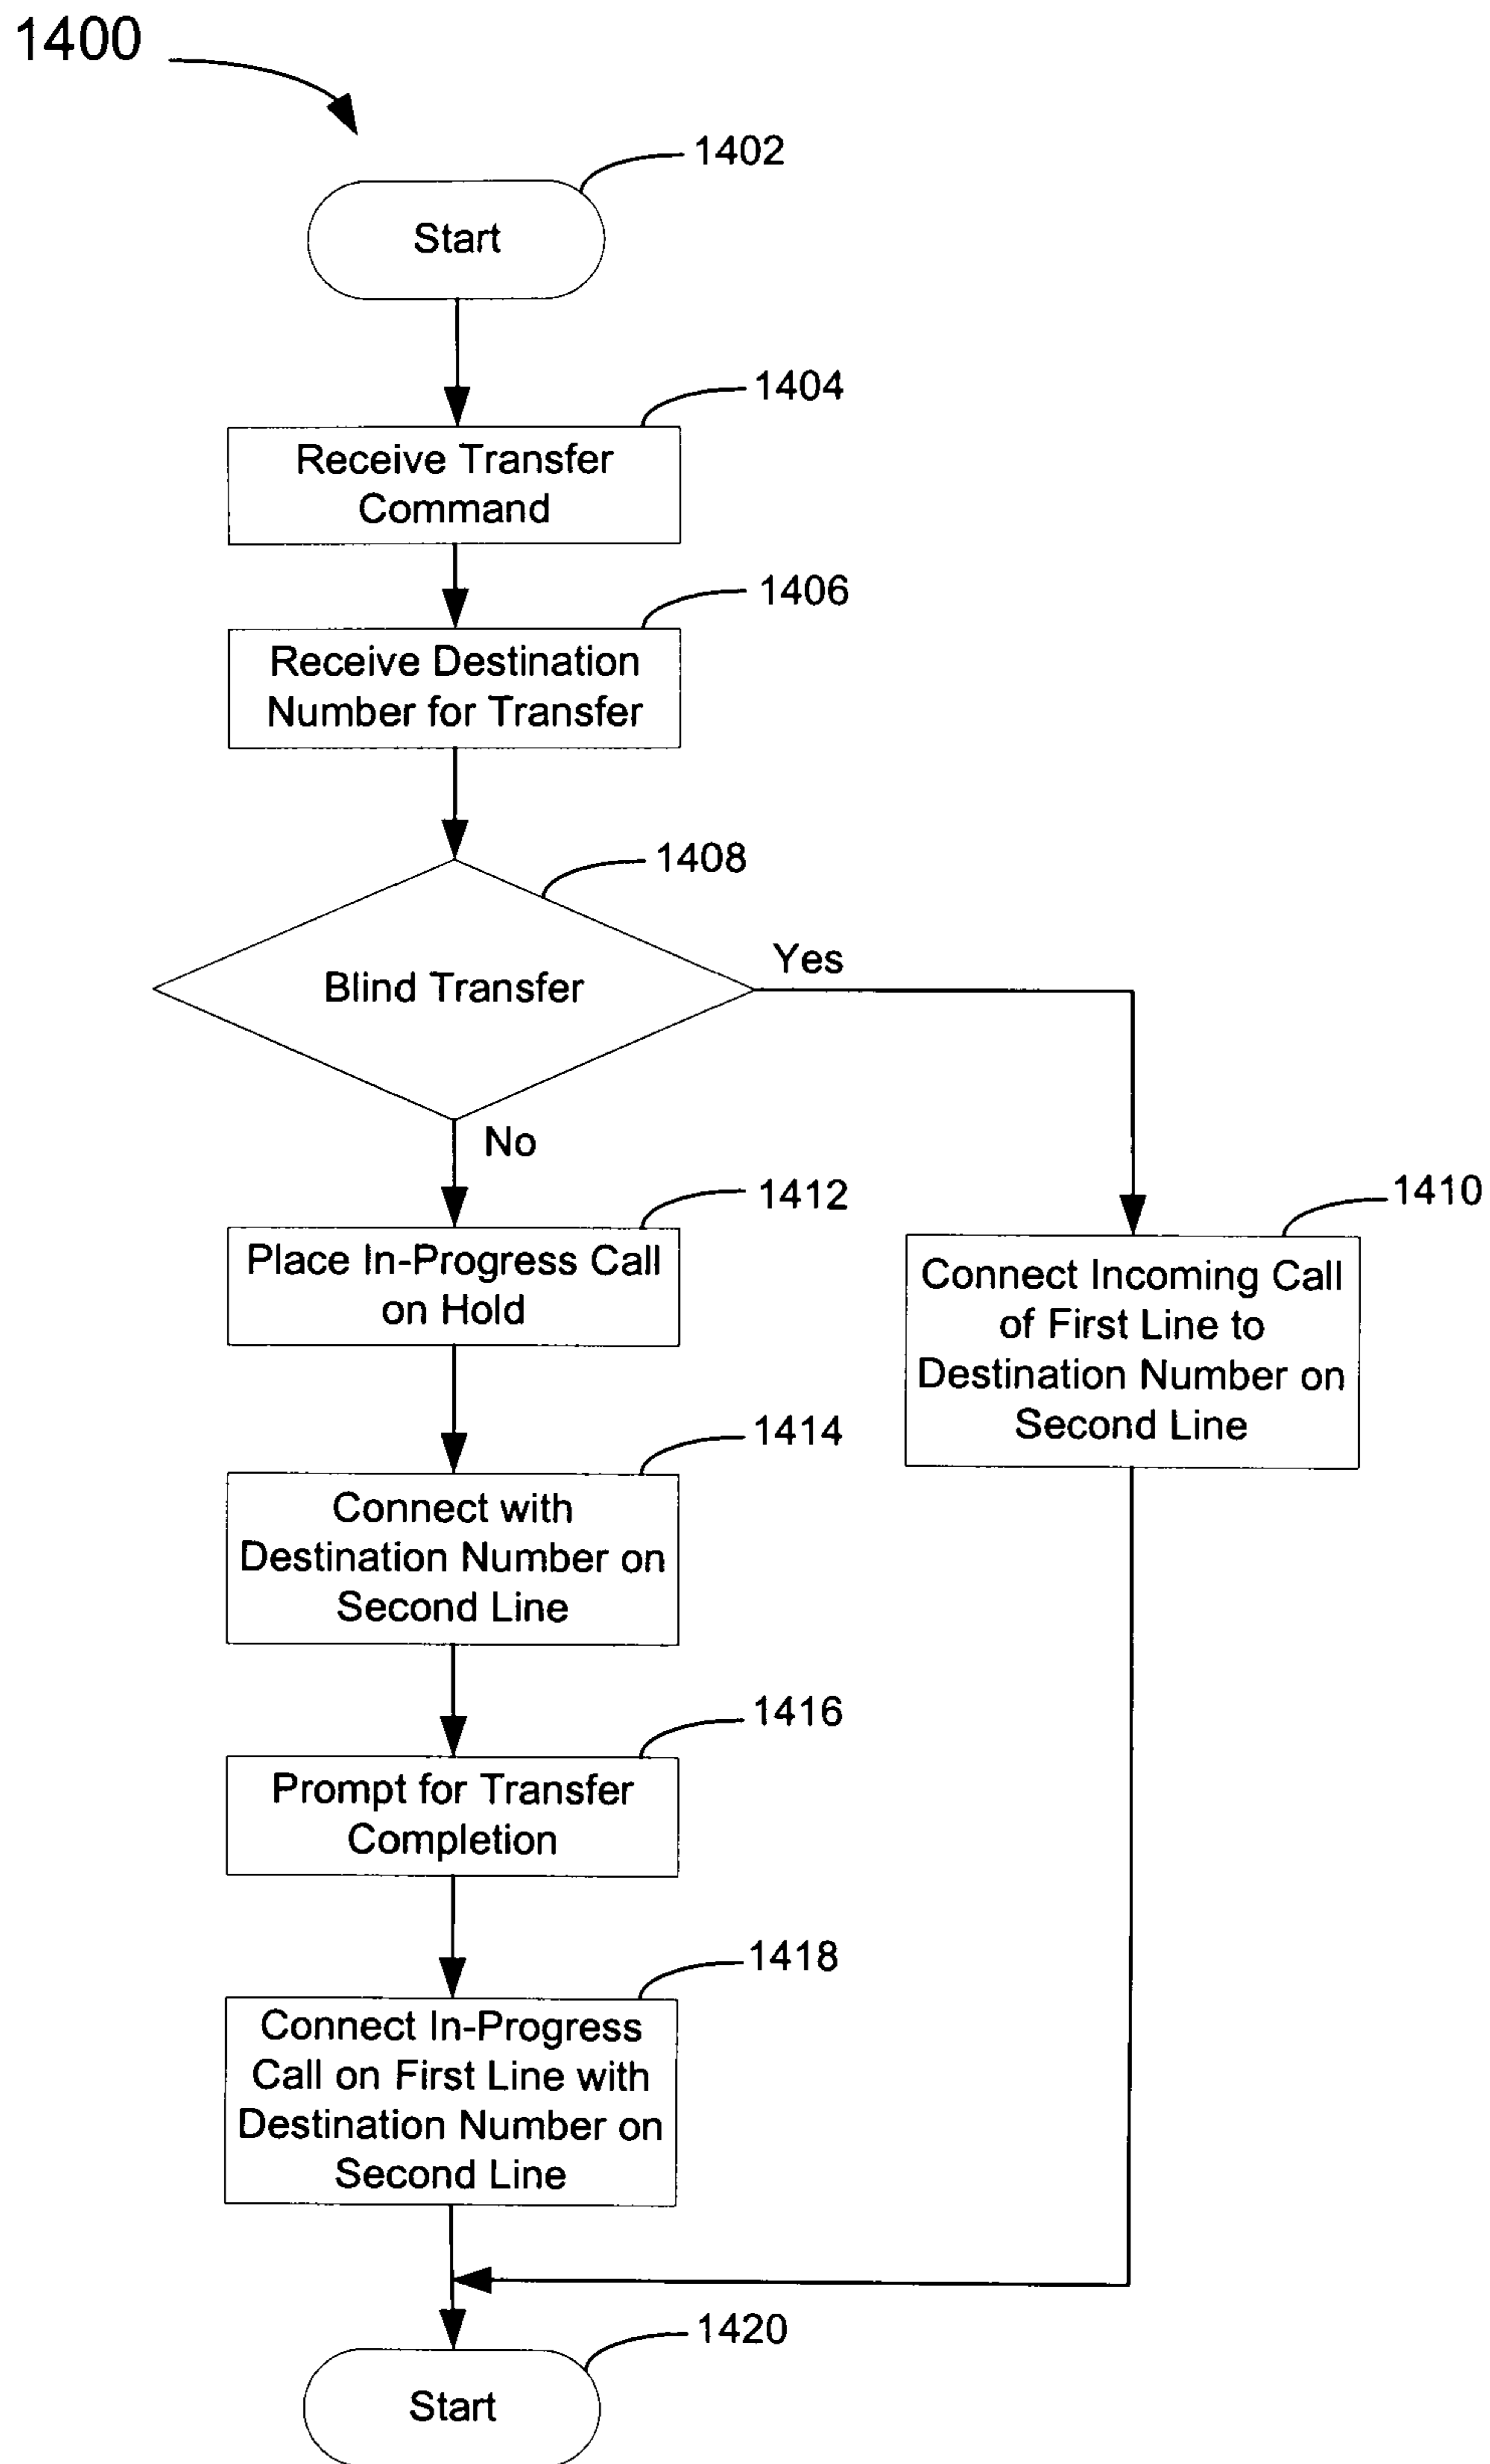 1400
1402
Start
1404
Receive Transfer
Command
1406
Receive Destination
Number for Transfer
1408
Blind Transfer
Yes
No
1412
Place In-Progress Call
on Hold
1410
Connect Incoming Call
of First Line to
Destination Number on
Second Line
1414
Connect with
Destination Number on
Second Line
1416
Prompt for Transfer
Completion
1418
Connect In-Progress
Call on First Line with
Destination Number on
Second Line
1420
Start